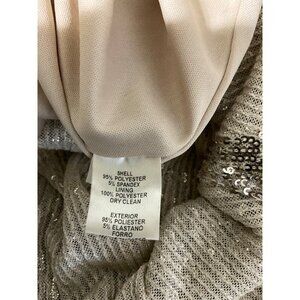 SHELL
95% POLYESTER
5% SPANDEX
LINING
100% POLYESTER
DRY CLEAN
EXTERIOR
95% POLIESTER
5% ELASTANO
FORRO